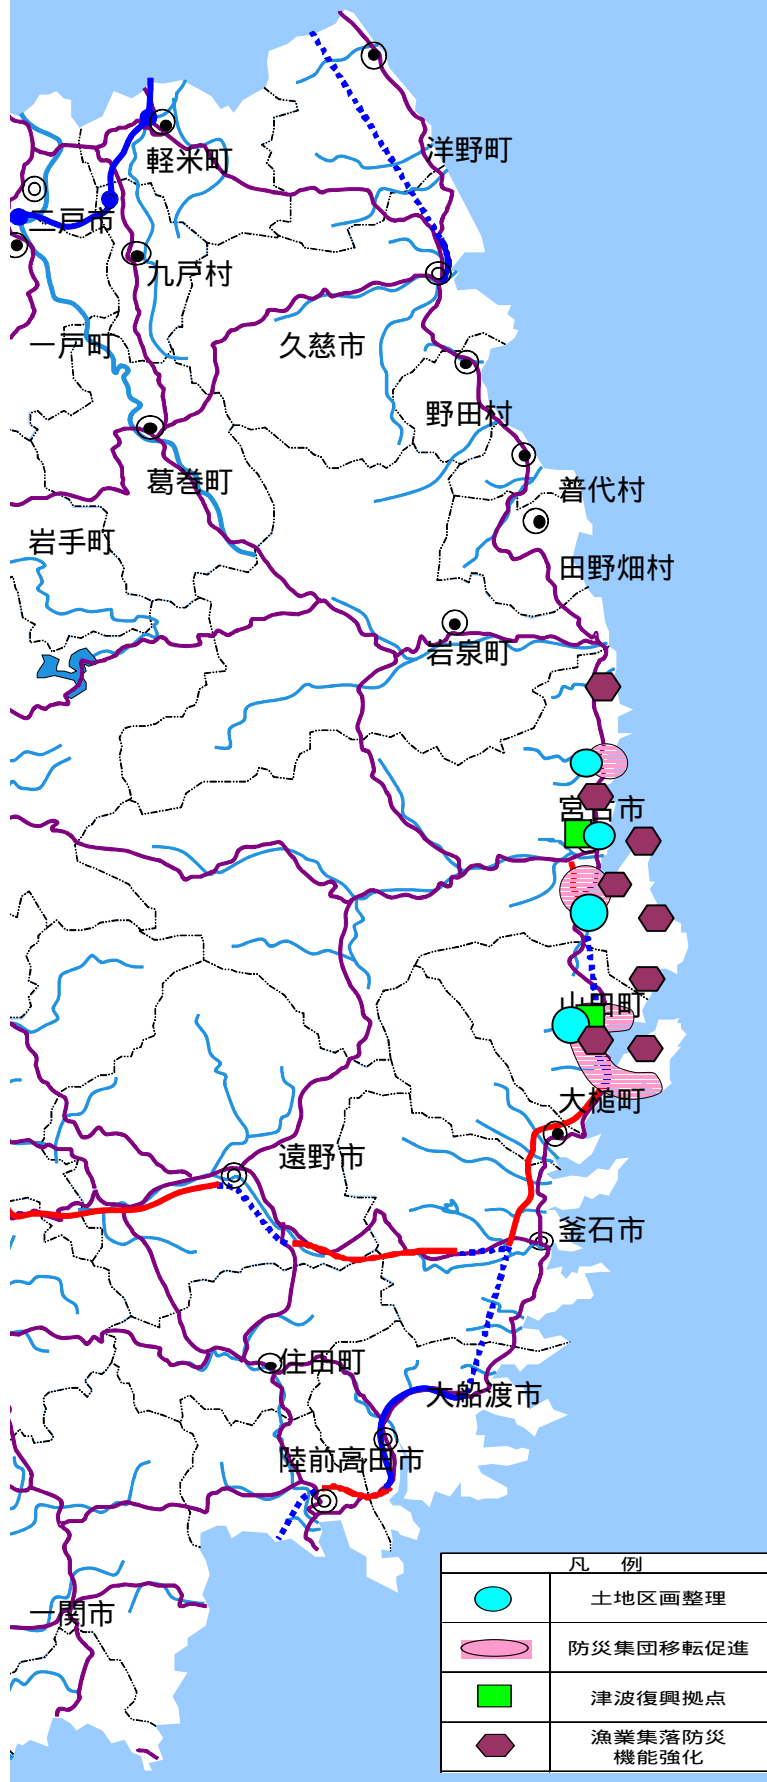 洋野町
軽米町
二戸市
九戸村
一戸町
久慈市
野田村
葛巻町
普代村
岩手町
田野畑村
岩泉町
宮古市
山田町
大槌町
遠野市
釜石市
住田町
大船渡市
陸前高田市
一関市
凡 例
土地区画整理
防災集団移転促進
津波復興拠点
漁業集落防災
機能強化